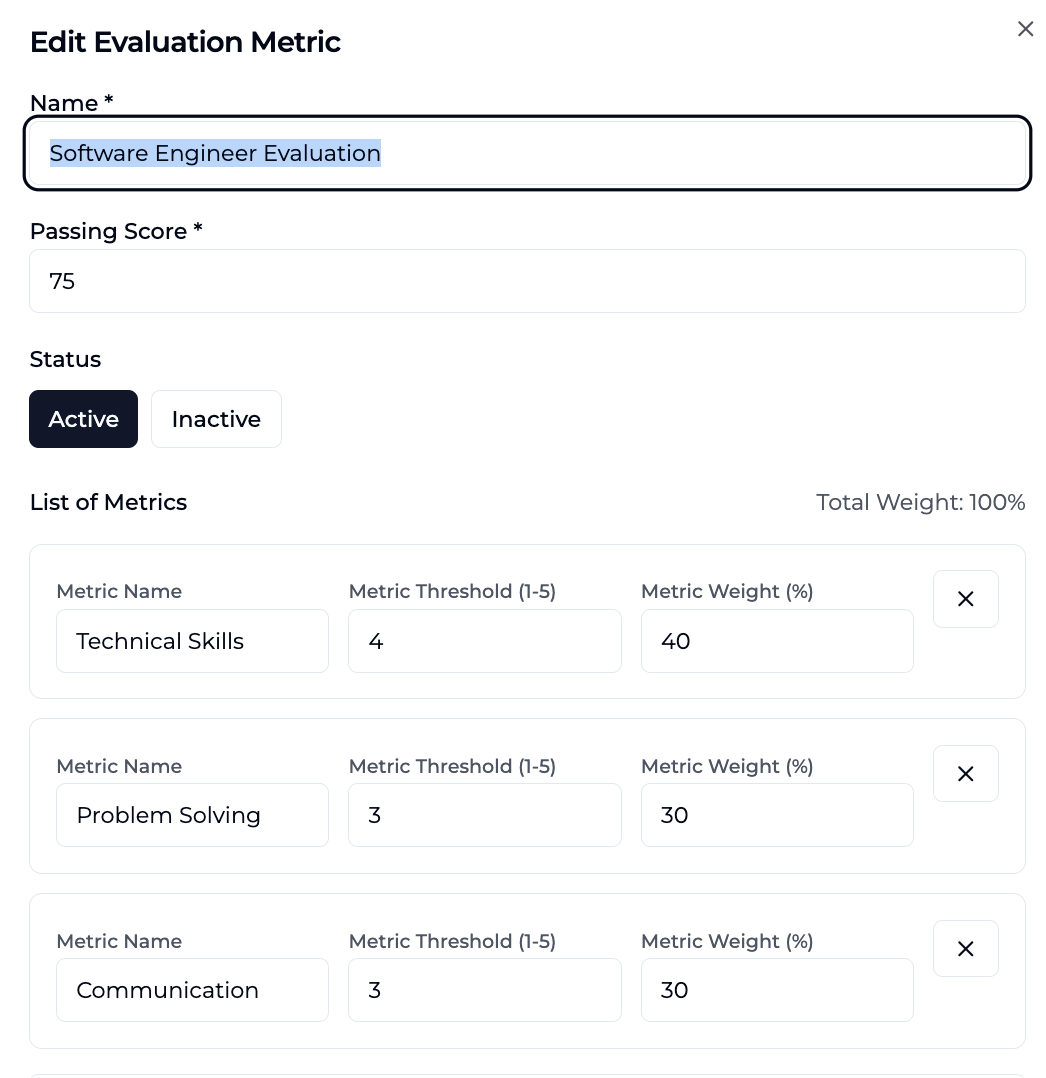 Edit Evaluation Metric
Name *
Software Engineer Evaluation
Passing Score *
75
Status
Active Inactive
List of Metrics Total Weight: 100%
Metric Name Metric Threshold (1-5) Metric Weight (%)
Technical Skills 4 40
Metric Name Metric Threshold (1-5) Metric Weight (%)
Problem Solving 3 30
Metric Name Metric Threshold (1-5) Metric Weight (%)
Communication 3 30